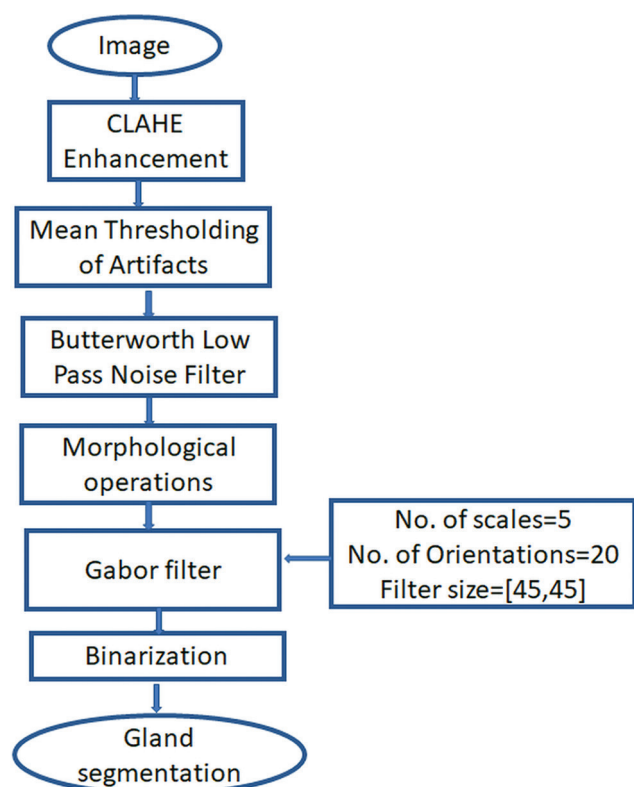 Image
CLAHE
Enhancement
Mean Thresholding
of Artifacts
Butterworth Low
Pass Noise Filter
Morphological
operations
Gabor filter
No. of scales=5
No. of Orientations=20
Filter size=[45,45]
Binarization
Gland
segmentation